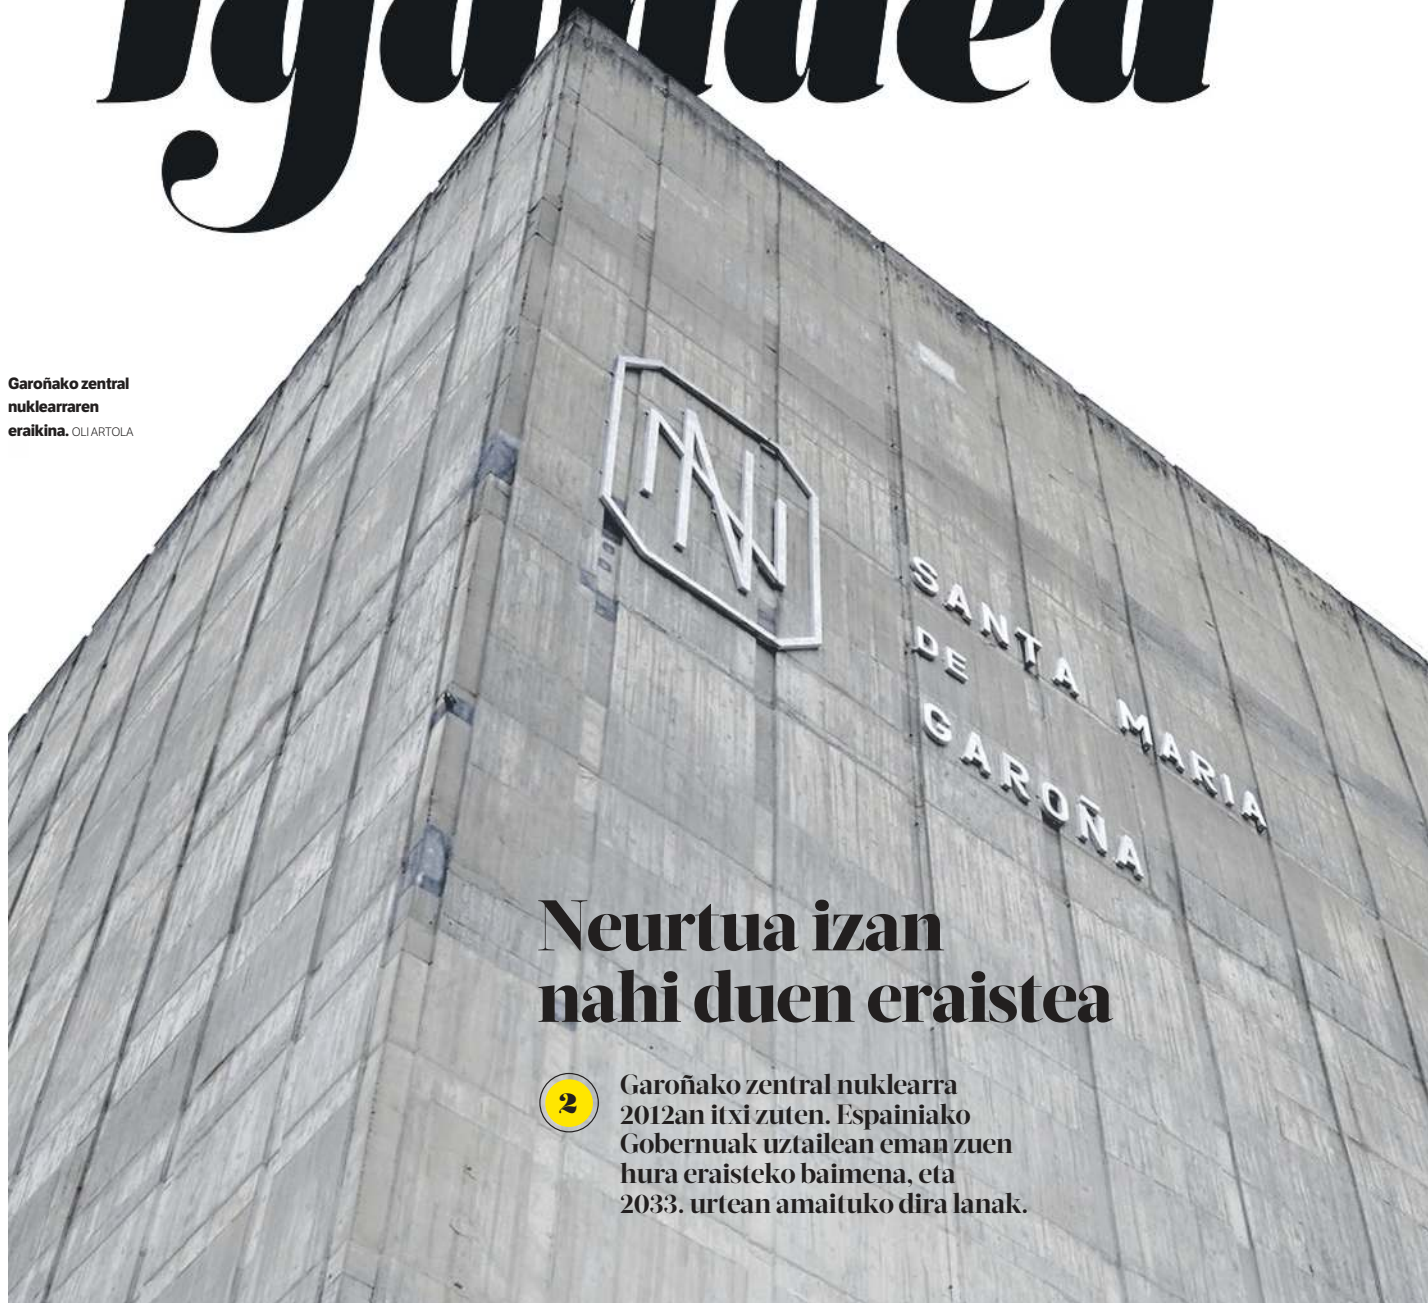 Igandea
Garoñako zentral
nuklearraren
eraikina. OLI ARTOLA
SANTA MARIA
DE
GAROÑA
Neurtua izan
nahi duen eraistea
2
Garoñako zentral nuklearra
2012an itxi zuten. Espainiako
Gobernuak uztailean eman zuen
hura eraisteko baimena, eta
2033. urtean amaituko dira lanak.